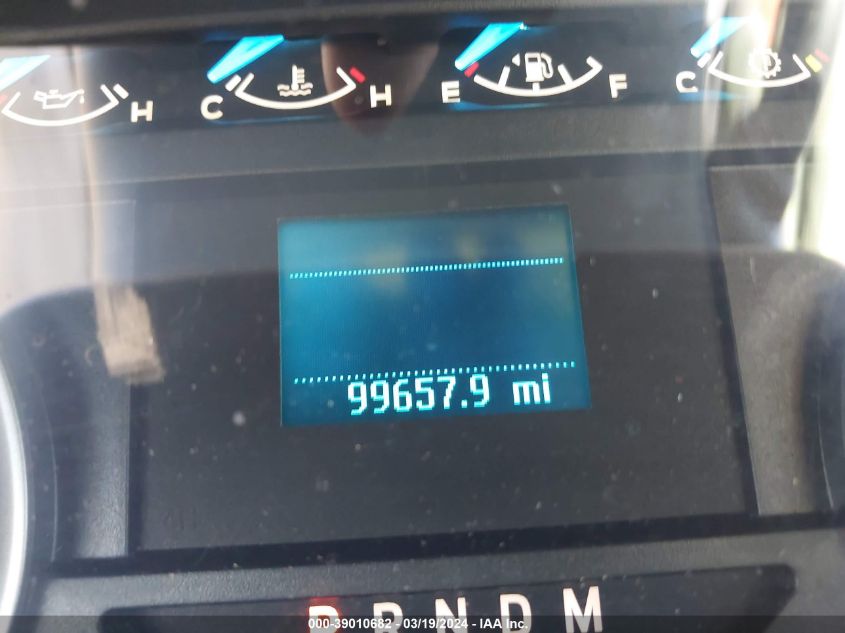 H C H E F C
99657.9 mi
P R N D M
000-39010682 - 03/19/2024 - IAA Inc.